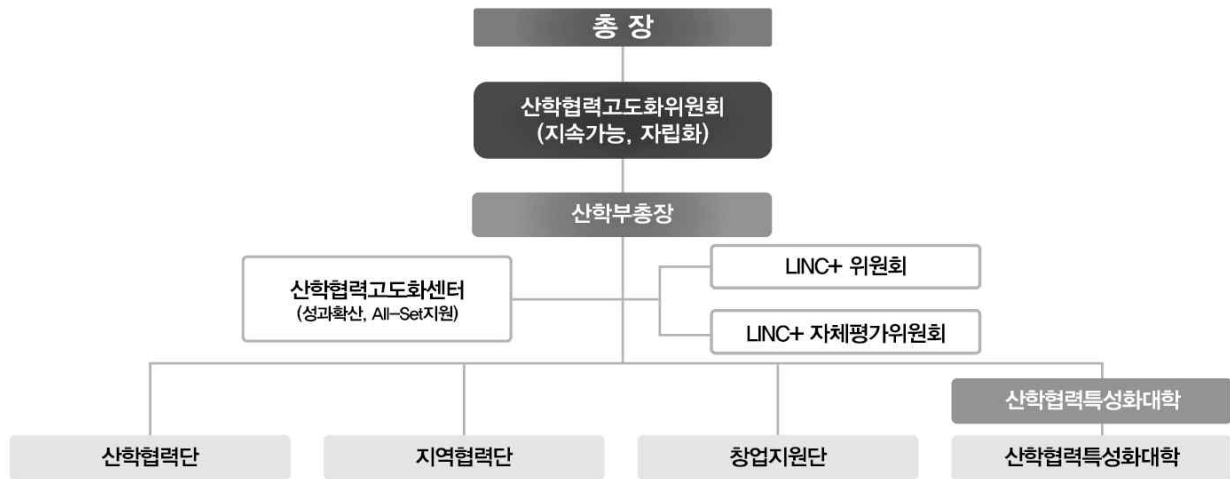 총 장
산학협력고도화위원회
(지속가능, 자립화)
산학부총장
산학협력고도화센터
(성과확산, All-Set지원)
LINC+ 위원회
LINC+ 자체평가위원회
산학협력특성화대학
산학협력단
지역협력단
창업지원단
산학협력특성화대학